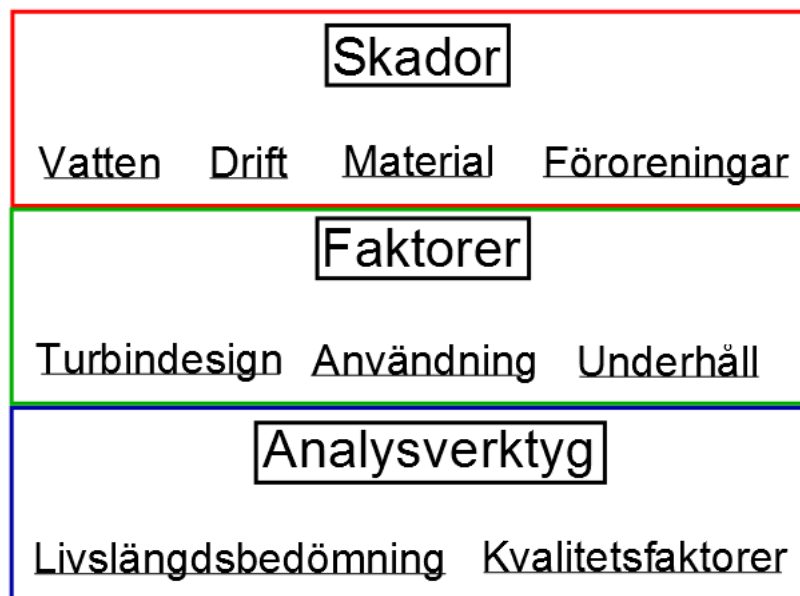 Skador
Vatten Drift Material Föroreningar
Faktorer
Turbindesign Användning Underhåll
Analysverktyg
Livslängdsbedömning Kvalitetsfaktorer